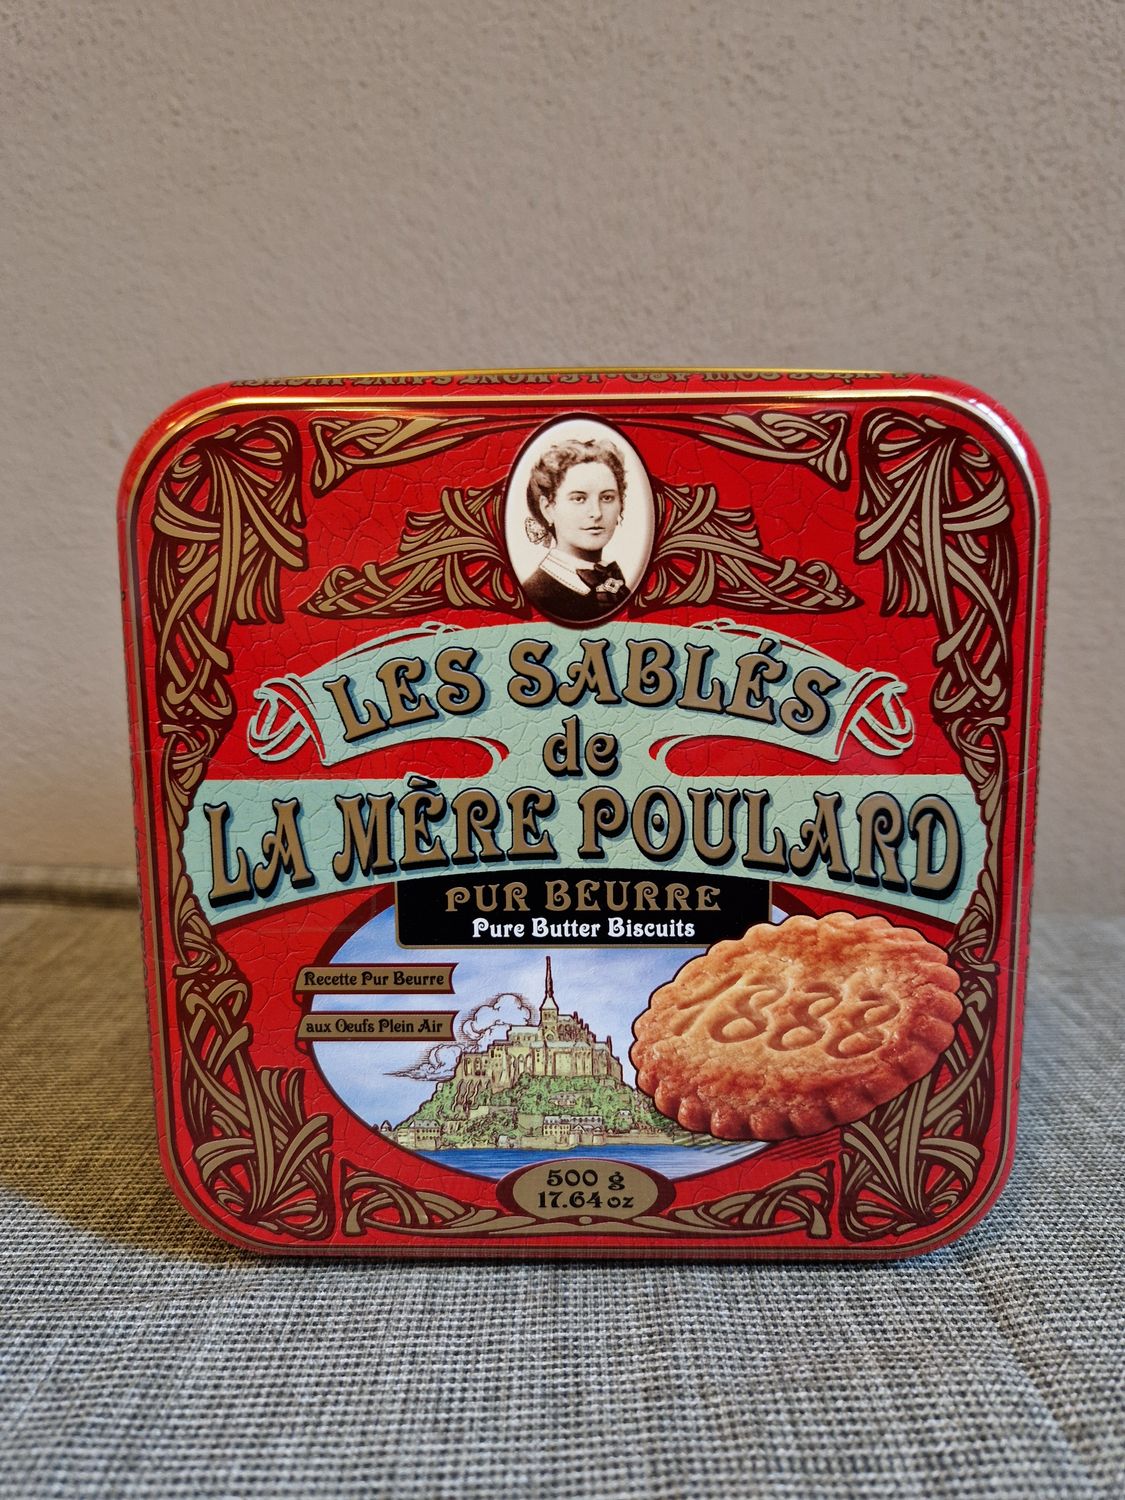 LES SABLÉS
de
LA MÈRE POULARD
PUR BEURRE
Pure Butter Biscuits
Recette Pur Beurre
aux Oeufs Plein Air
1888
500 g
17.64 oz